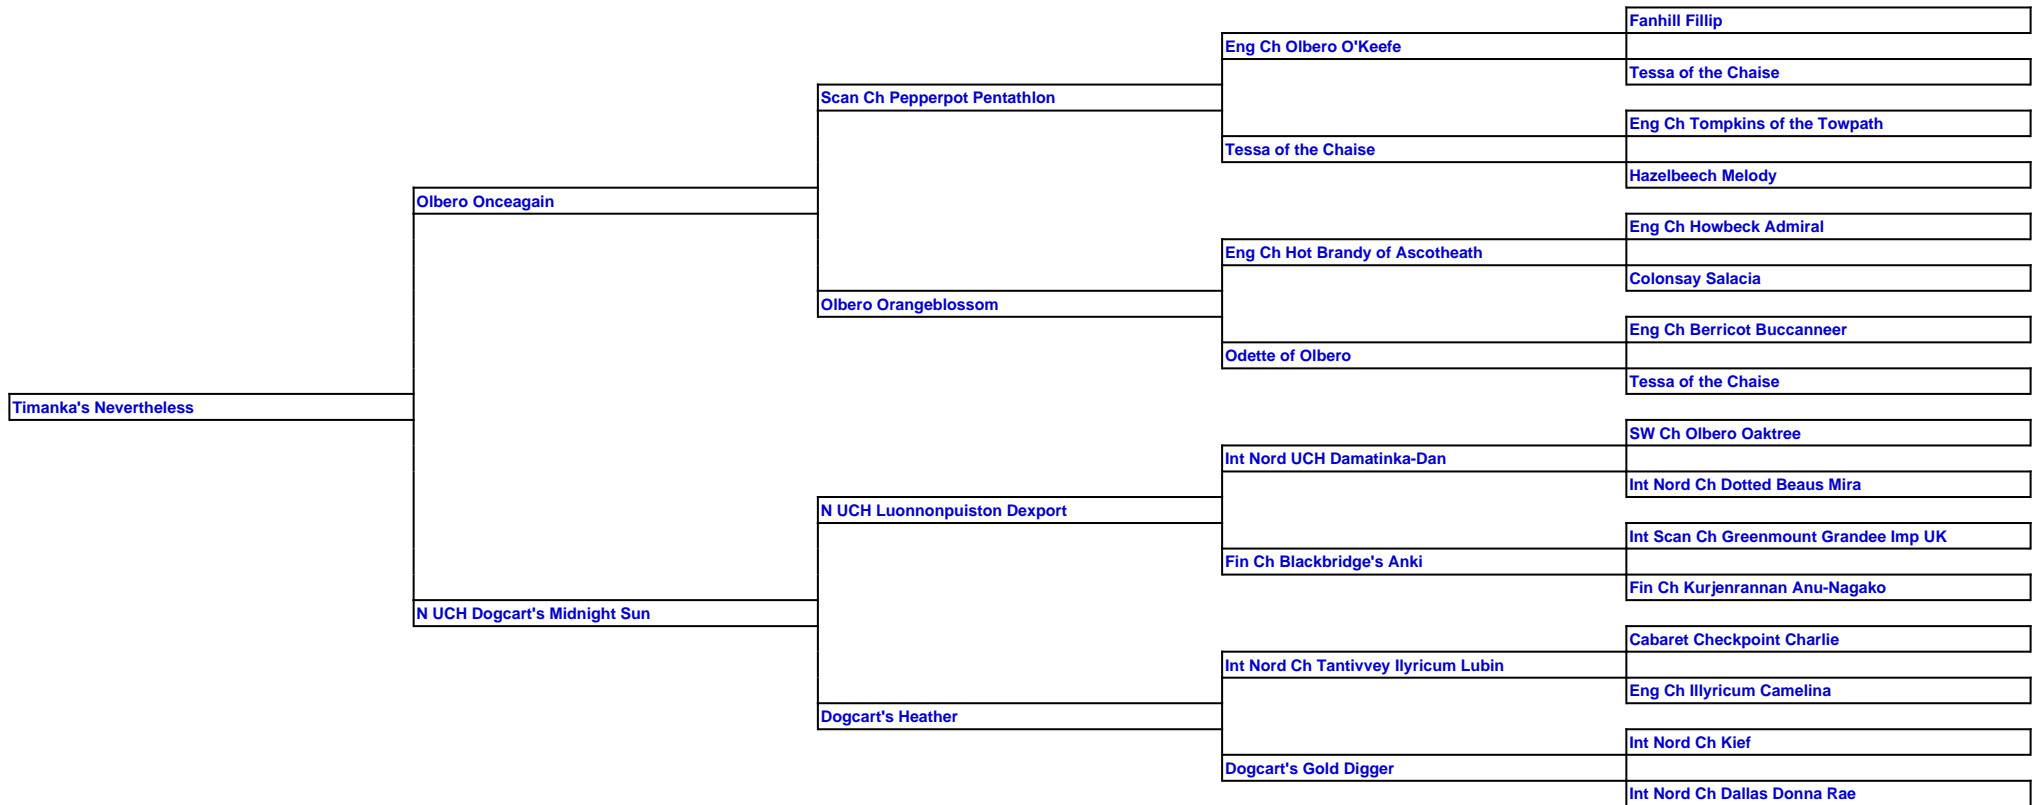 Fanhill Fillip
Eng Ch Olbero O'Keefe
Tessa of the Chaise
Scan Ch Pepperpot Pentathlon
Eng Ch Tompkins of the Towpath
Tessa of the Chaise
Hazelbeech Melody
Olbero Onceagain
Eng Ch Howbeck Admiral
Eng Ch Hot Brandy of Ascotheath
Colonsay Salacia
Olbero Orangeblossom
Eng Ch Berricot Buccanneer
Odette of Olbero
Tessa of the Chaise
Timanka's Nevertheless
SW Ch Olbero Oaktree
Int Nord UCH Damatinka-Dan
Int Nord Ch Dotted Beaus Mira
N UCH Luonnonpuiston Dexport
Int Scan Ch Greenmount Grandee Imp UK
Fin Ch Blackbridge's Anki
Fin Ch Kurjenrannan Anu-Nagako
N UCH Dogcart's Midnight Sun
Cabaret Checkpoint Charlie
Int Nord Ch Tantivvey Ilyricum Lubin
Eng Ch Illyricum Camelina
Dogcart's Heather
Int Nord Ch Kief
Dogcart's Gold Digger
Int Nord Ch Dallas Donna Rae